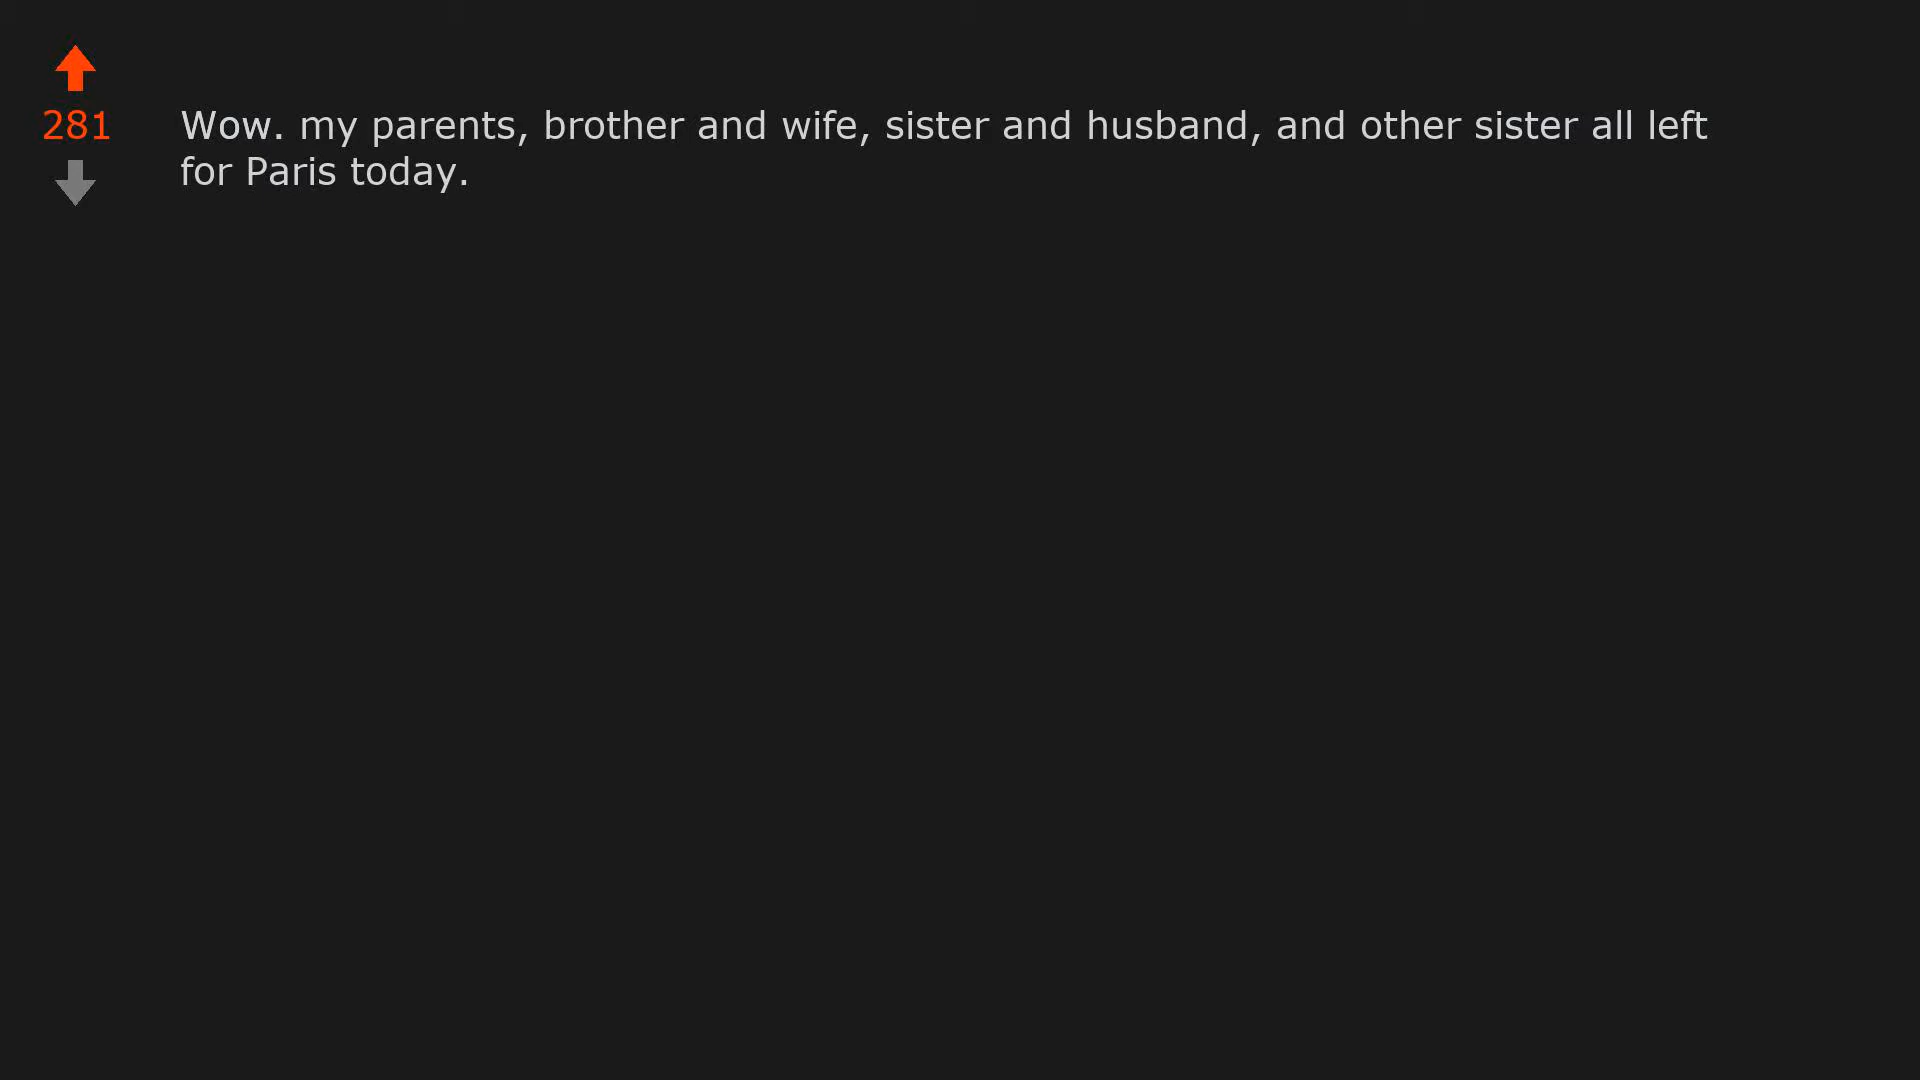 281
Wow. my parents, brother and wife, sister and husband, and other sister all left
for Paris today.